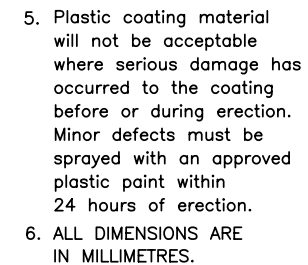 5. Plastic coating material
will not be acceptable
where serious damage has
occurred to the coating
before or during erection.
Minor defects must be
sprayed with an approved
plastic paint within
24 hours of erection.
6. ALL DIMENSIONS ARE
IN MILLIMETRES.